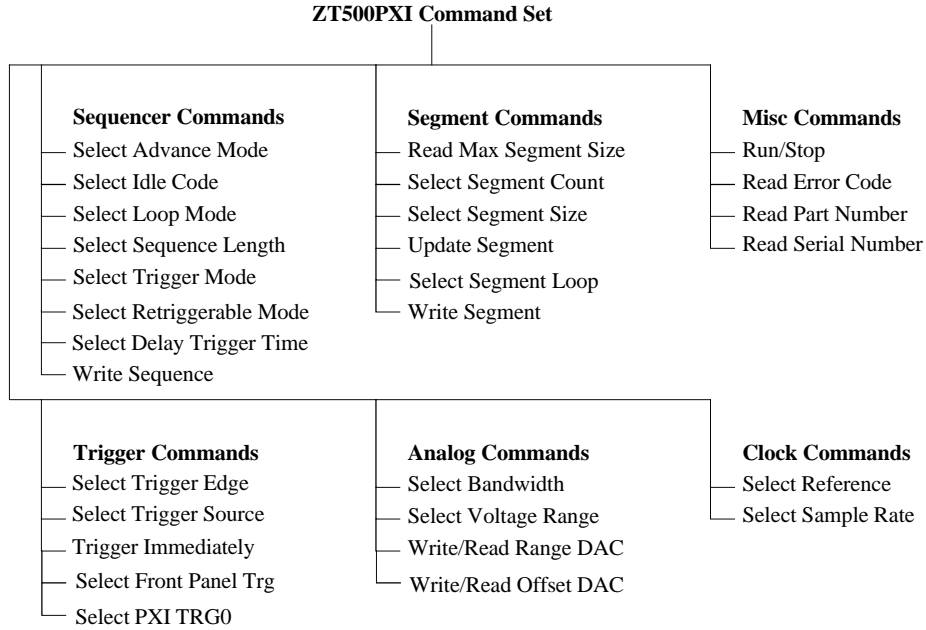 ZT500PXI Command Set
Sequencer Commands
Select Advance Mode
Select Idle Code
Select Loop Mode
Select Sequence Length
Select Trigger Mode
Select Retriggerable Mode
Select Delay Trigger Time
Write Sequence
Segment Commands
Read Max Segment Size
Select Segment Count
Select Segment Size
Update Segment
Select Segment Loop
Write Segment
Misc Commands
Run/Stop
Read Error Code
Read Part Number
Read Serial Number
Trigger Commands
Select Trigger Edge
Select Trigger Source
Trigger Immediately
Select Front Panel Trg
Select PXI TRG0
Analog Commands
Select Bandwidth
Select Voltage Range
Write/Read Range DAC
Write/Read Offset DAC
Clock Commands
Select Reference
Select Sample Rate